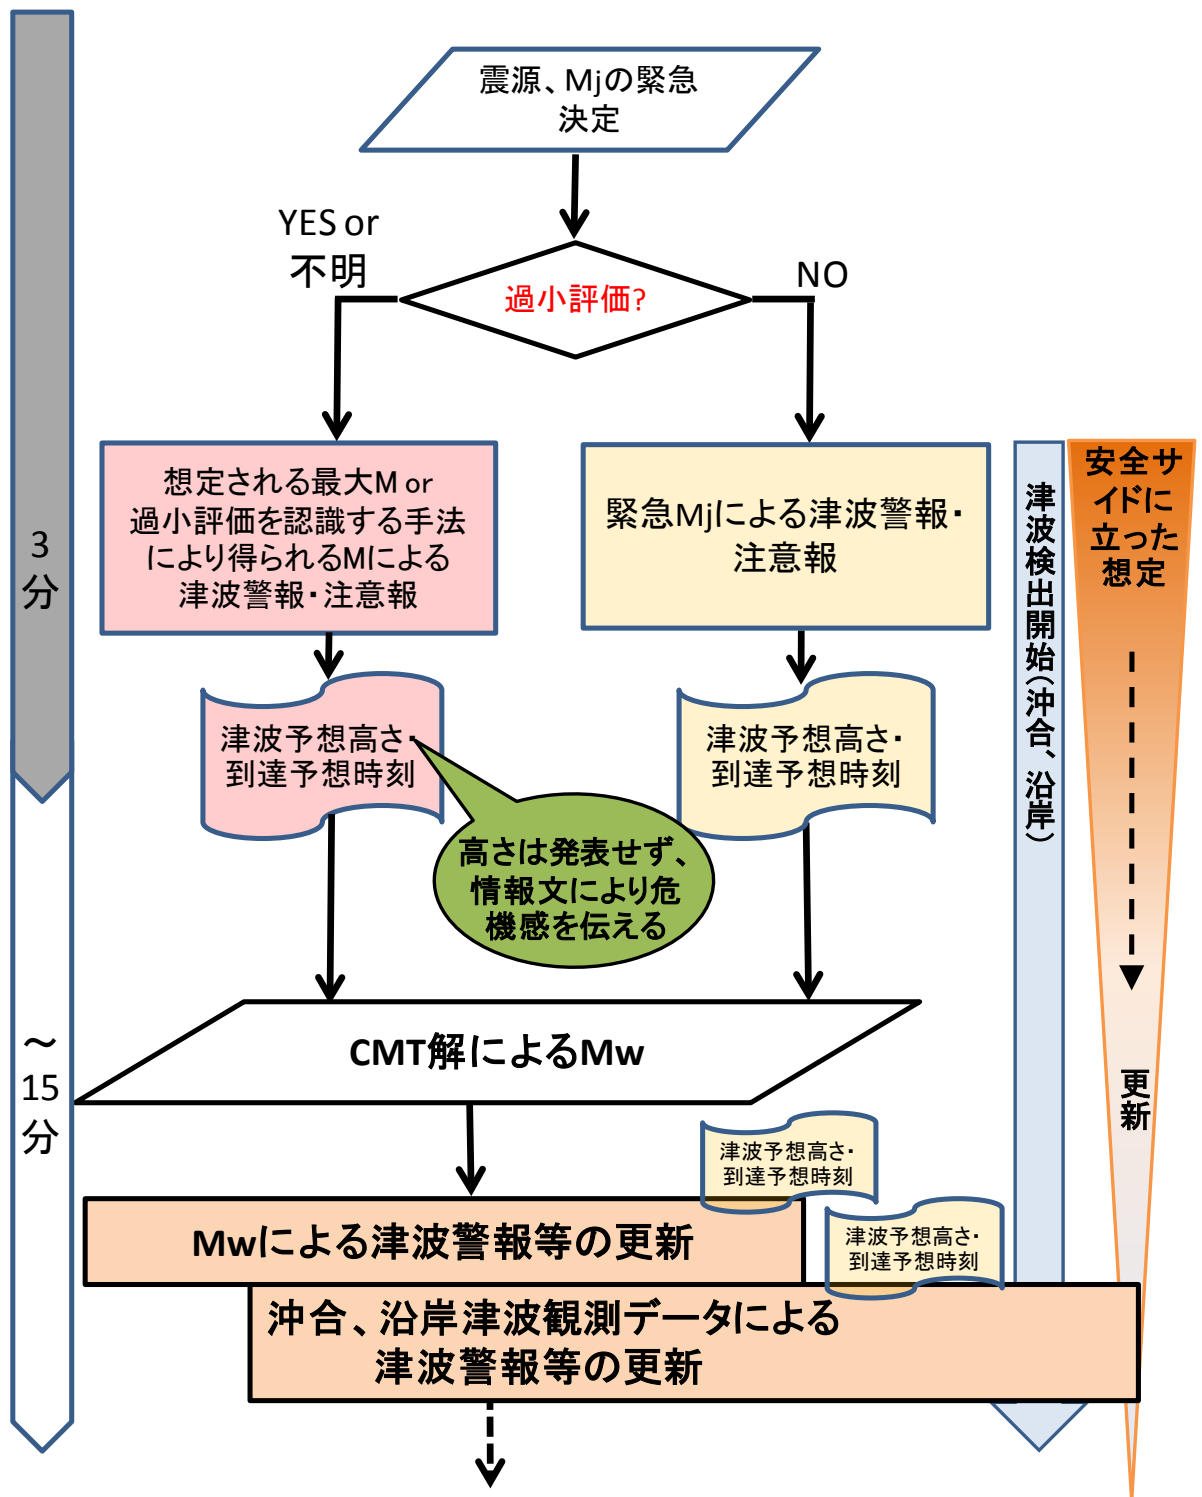 震源、Mjの緊急
決定
YES or
不明
NO
過小評価?
想定される最大M or
過小評価を認識する手法
により得られるMによる
津波警報・注意報
緊急Mjによる津波警報・
注意報
3
分
安全サ
イドに
立った
想定
津波検出開始(沖合、沿岸)
津波予想高さ・
到達予想時刻
津波予想高さ・
到達予想時刻
高さは発表せず、
情報文により危
機感を伝える
～
15
分
CMT解によるMw
更新
津波予想高さ・
到達予想時刻
Mwによる津波警報等の更新
津波予想高さ・
到達予想時刻
沖合、沿岸津波観測データによる
津波警報等の更新